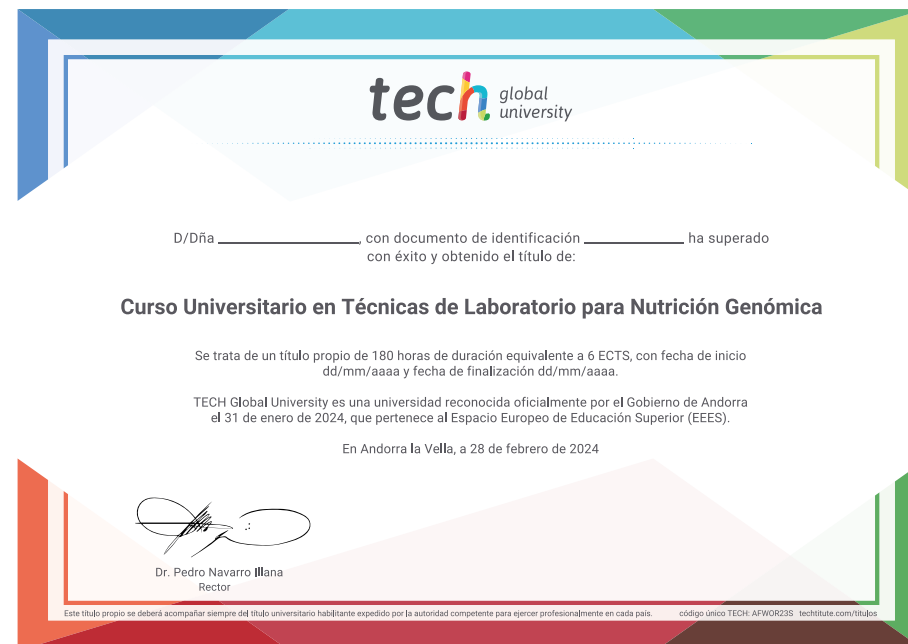 tech global
university
D/Dña ____________________, con documento de identificación ______________ ha superado
con éxito y obtenido el título de:
Curso Universitario en Técnicas de Laboratorio para Nutrición Genómica
Se trata de un título propio de 180 horas de duración equivalente a 6 ECTS, con fecha de inicio
dd/mm/aaaa y fecha de finalización dd/mm/aaaa.
TECH Global University es una universidad reconocida oficialmente por el Gobierno de Andorra
el 31 de enero de 2024, que pertenece al Espacio Europeo de Educación Superior (EEES).
En Andorra la Vella, a 28 de febrero de 2024
Dr. Pedro Navarro Illana
Rector
Este título propio se deberá acompañar siempre del título universitario habilitante expedido por la autoridad competente para ejercer profesionalmente en cada país. código único TECH: AFWOR23S techtitute.com/titulos